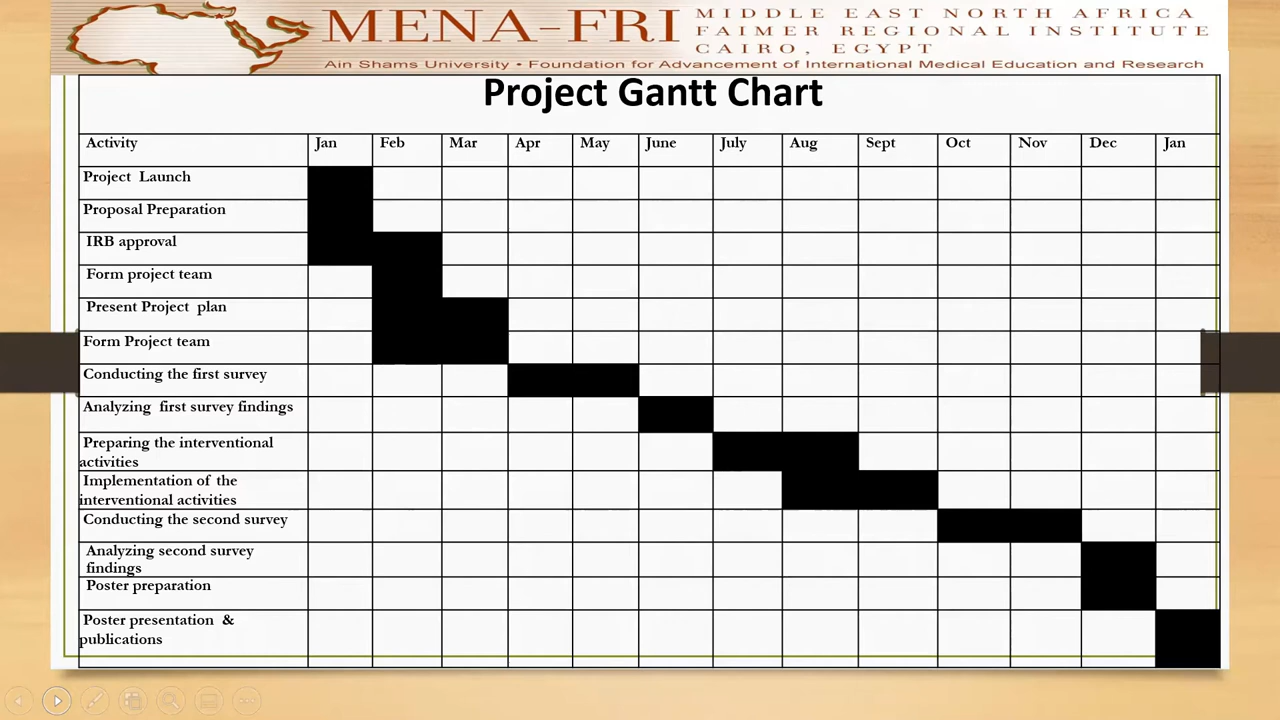 MENA-FRI
MIDDLE EAST NORTH AFRICA
FAIMER REGIONAL INSTITUTE
CAIRO, EGYPT
Ain Shams University • Foundation for Advancement of International Medical Education and Research
Project Gantt Chart
Activity Jan Feb Mar Apr May June July Aug Sept Oct Nov Dec Jan
Project Launch
Proposal Preparation
IRB approval
Form project team
Present Project plan
Form Project team
Conducting the first survey
Analyzing first survey findings
Preparing the interventional
activities
Implementation of the
interventional activities
Conducting the second survey
Analyzing second survey
findings
Poster preparation
Poster presentation &
publications